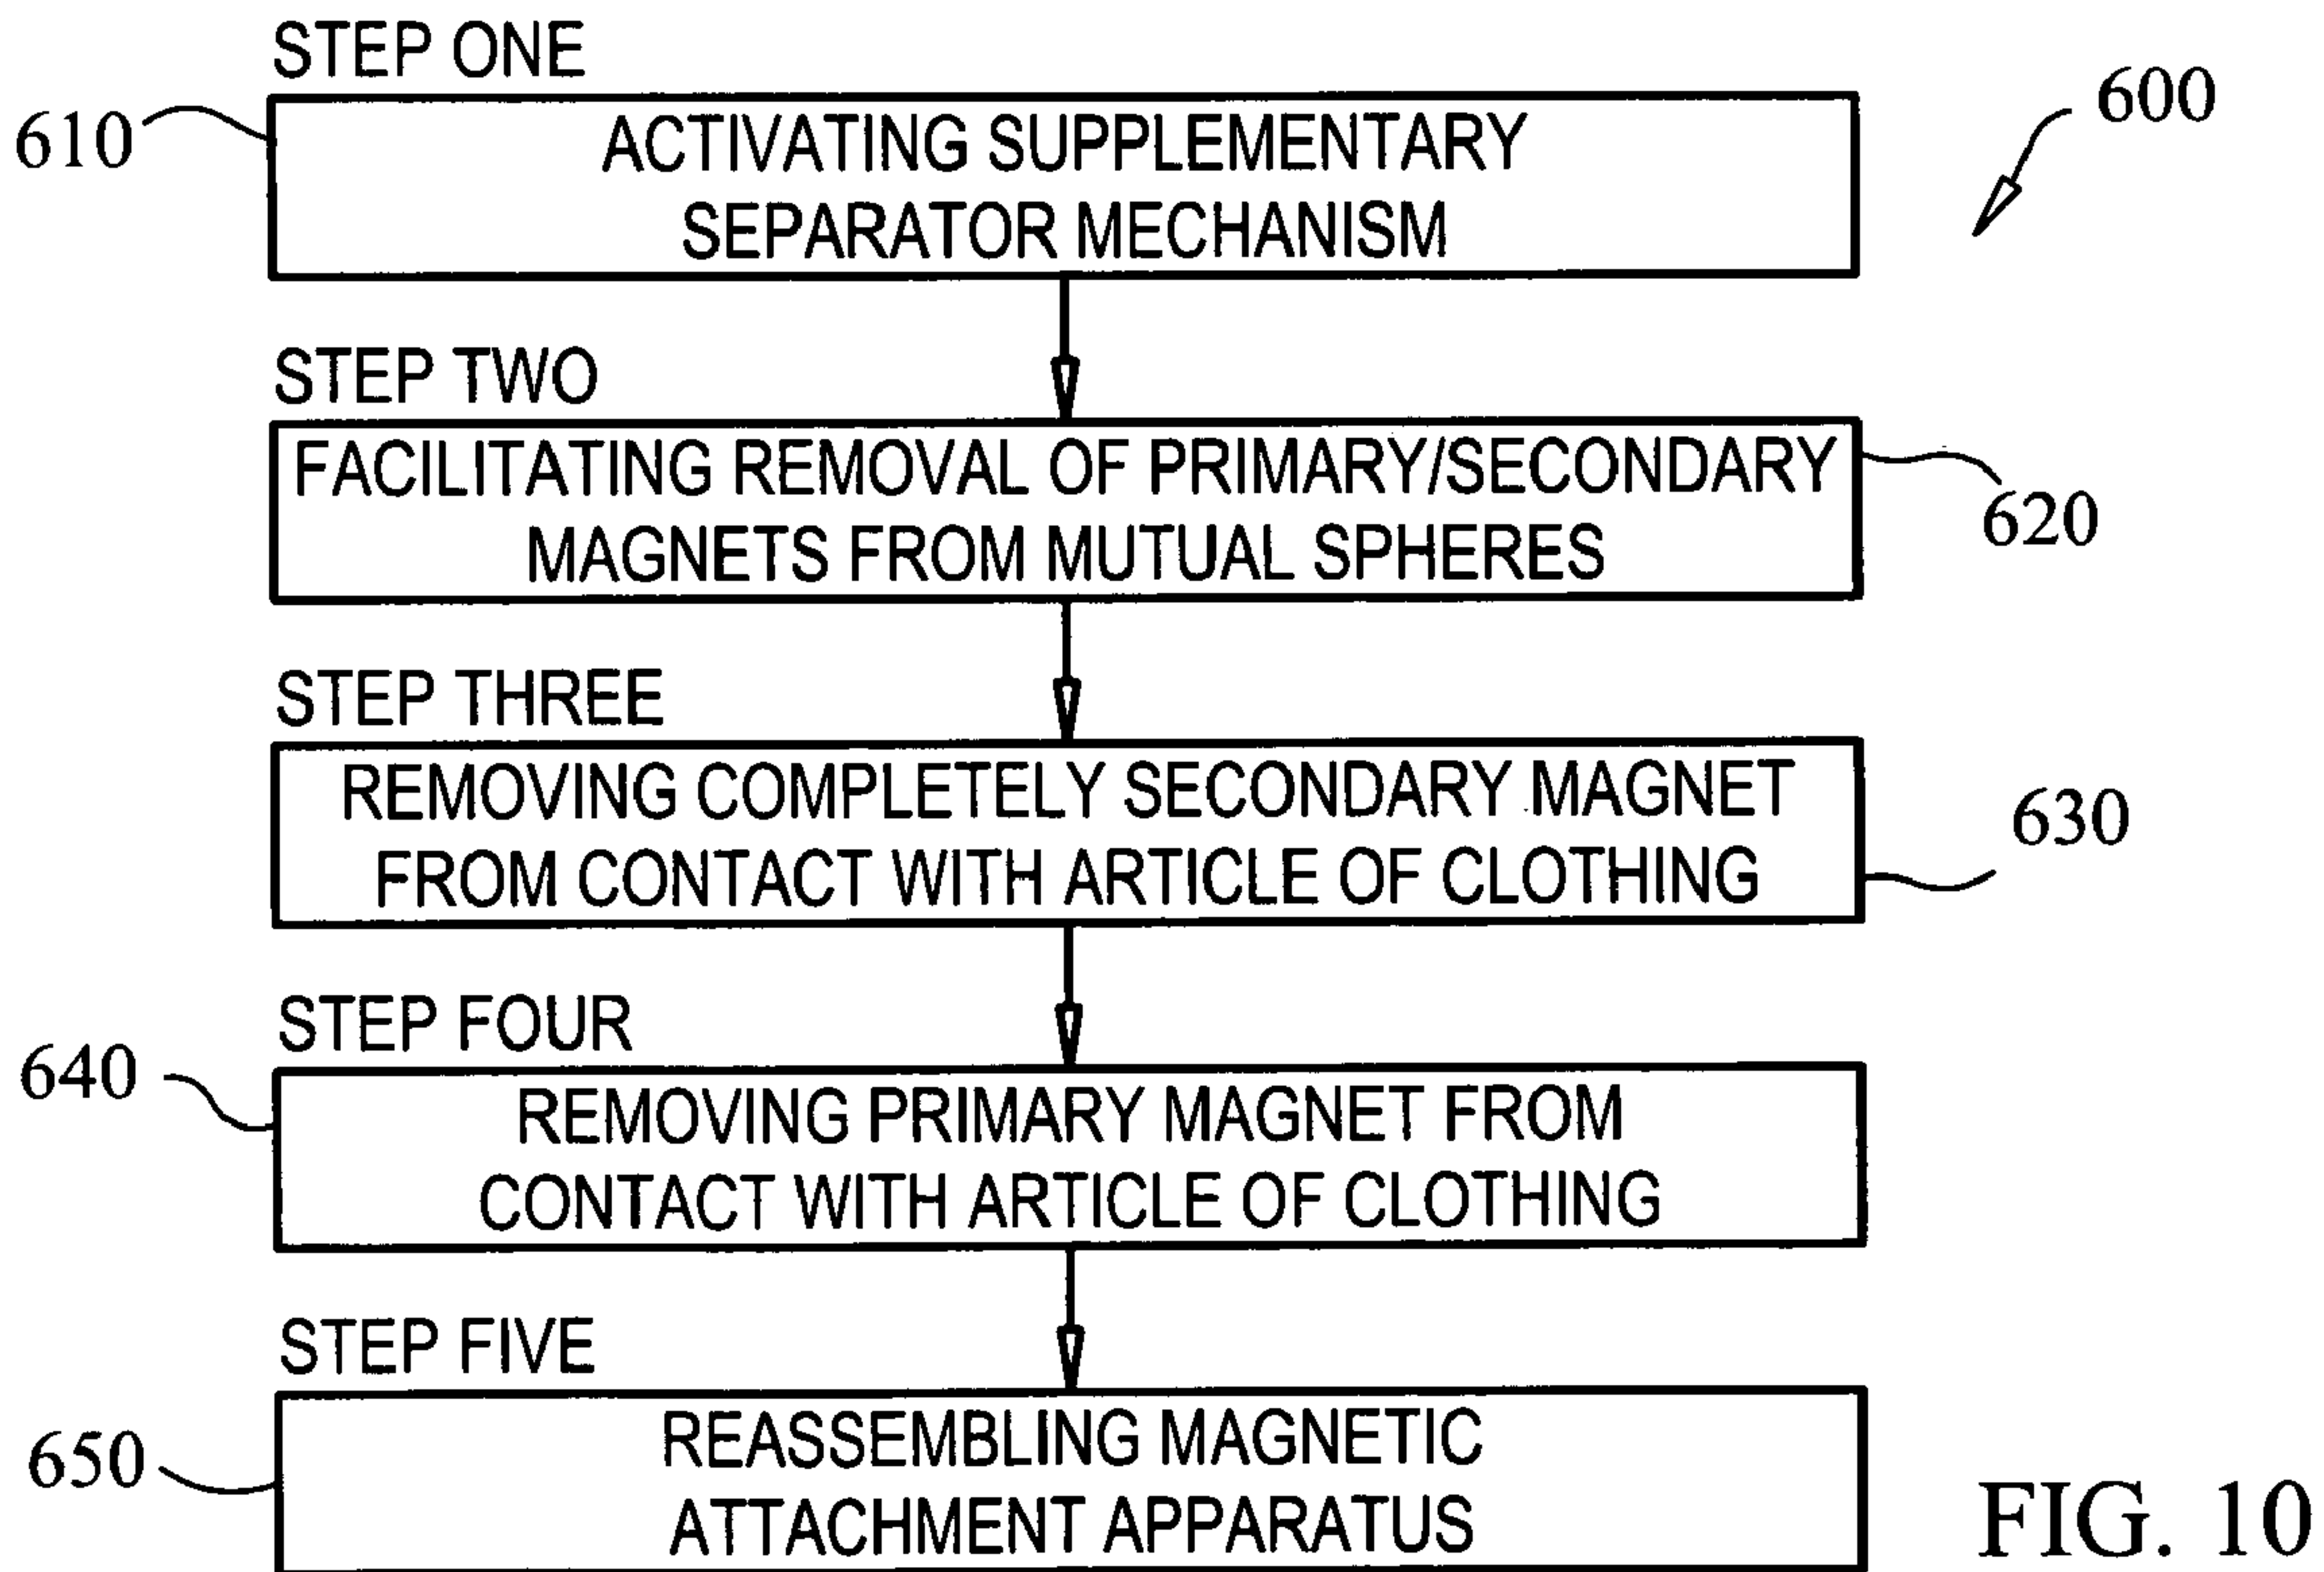 STEP ONE
600
610
ACTIVATING SUPPLEMENTARY
SEPARATOR MECHANISM
STEP TWO
FACILITATING REMOVAL OF PRIMARY/SECONDARY
MAGNETS FROM MUTUAL SPHERES
620
STEP THREE
REMOVING COMPLETELY SECONDARY MAGNET
FROM CONTACT WITH ARTICLE OF CLOTHING
630
STEP FOUR
640
REMOVING PRIMARY MAGNET FROM
CONTACT WITH ARTICLE OF CLOTHING
STEP FIVE
650
REASSEMBLING MAGNETIC
ATTACHMENT APPARATUS
FIG. 10